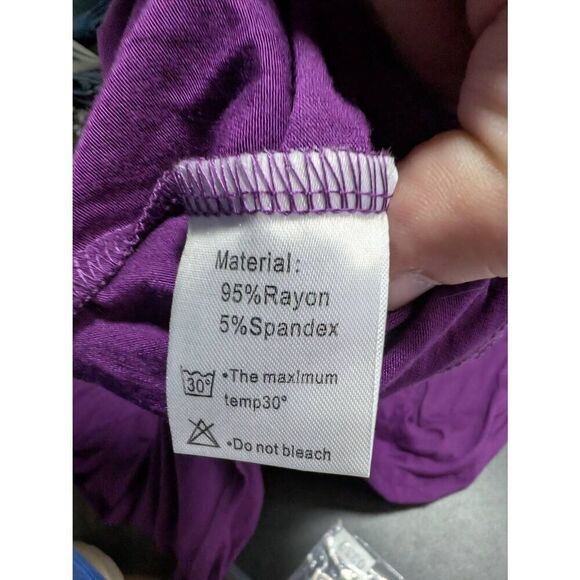 Material:
95%Rayon
5%Spandex
30° •The maximum
temp30°
•Do not bleach